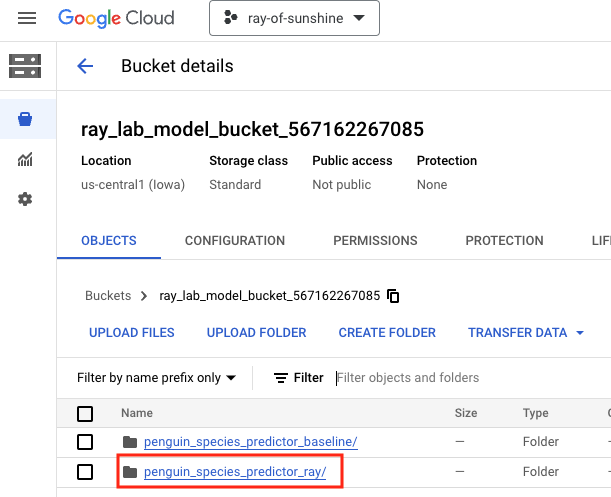 Google Cloud ray-of-sunshine
Bucket details
ray_lab_model_bucket_567162267085
Location Storage class Public access Protection
us-central1 (Iowa) Standard Not public None
OBJECTS CONFIGURATION PERMISSIONS PROTECTION LIF
Buckets > ray_lab_model_bucket_567162267085
UPLOAD FILES UPLOAD FOLDER CREATE FOLDER TRANSFER DATA
Filter by name prefix only Filter Filter objects and folders
Name Size Type
penguin_species_predictor_baseline/ — Folder
penguin_species_predictor_ray/ — Folder